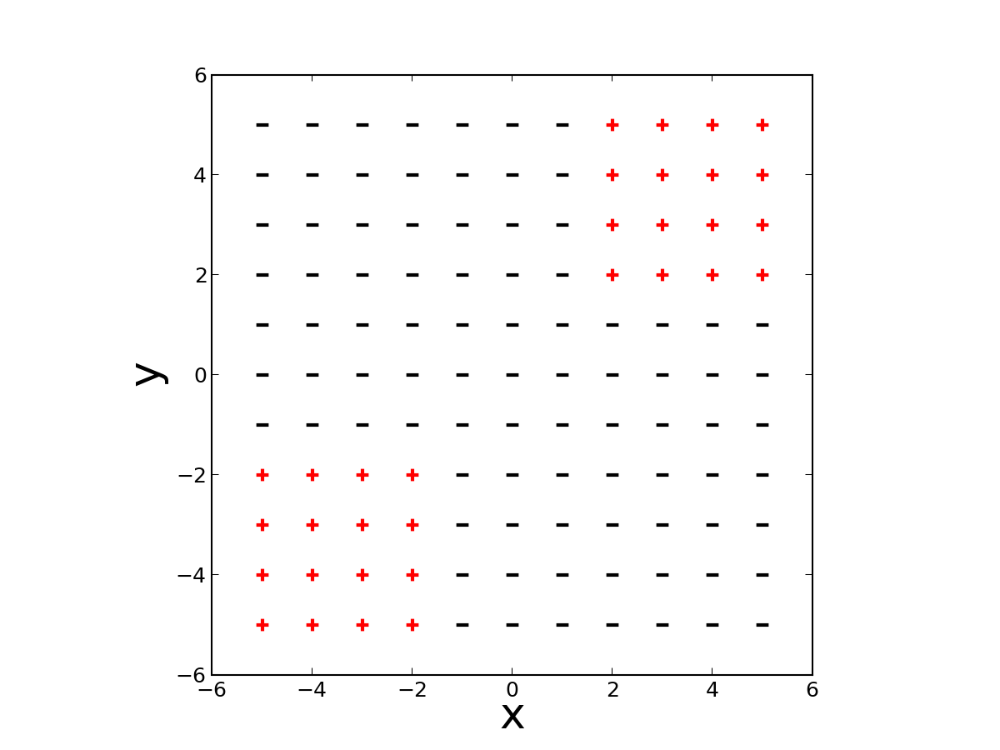 6
− − − − − − − + + + +
4 − − − − − − − + + + +
− − − − − − − + + + +
2 − − − − − − − + + + +
− − − − − − − − − − −
y 0 − − − − − − − − − − −
− − − − − − − − − − −
−2 + + + + − − − − − − −
+ + + + − − − − − − −
−4 + + + + − − − − − − −
+ + + + − − − − − − −
−6
−6 −4 −2 0 2 4 6
x